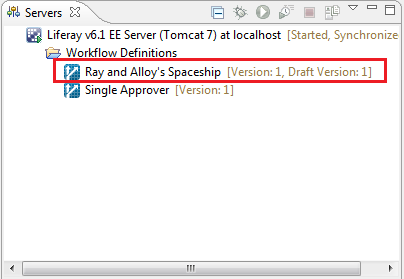 Servers
Liferay v6.1 EE Server (Tomcat 7) at localhost [Started, Synchronize
Workflow Definitions
Ray and Alloy's Spaceship [Version: 1, Draft Version: 1]
Single Approver [Version: 1]